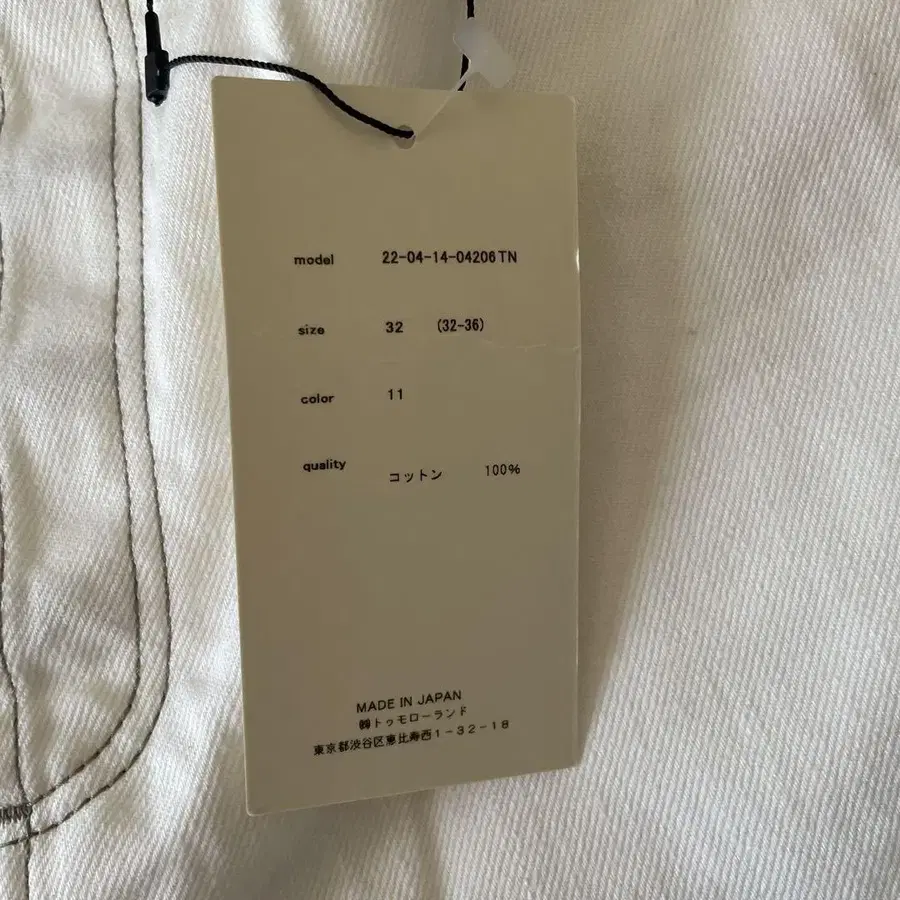 model 22-04-14-04206TN
size 32 (32-36)
color 11
quality コットン 100%
MADE IN JAPAN
㈱トゥモローランド
東京都渋谷区恵比寿西1-32-18